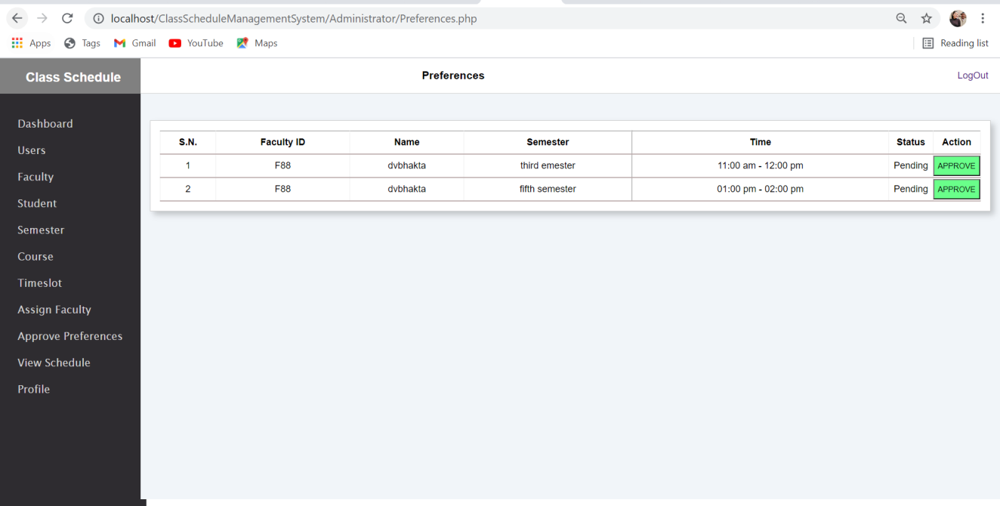 localhost/ClassScheduleManagementSystem/Administrator/Preferences.php
Apps Tags Gmail YouTube Maps Reading list
Class Schedule Preferences LogOut
Dashboard
Users
Faculty
Student
Semester
Course
Timeslot
Assign Faculty
Approve Preferences
View Schedule
Profile
S.N. Faculty ID Name Semester Time Status Action
1 F88 dvbhakta third emester 11:00 am - 12:00 pm Pending APPROVE
2 F88 dvbhakta fifth semester 01:00 pm - 02:00 pm Pending APPROVE